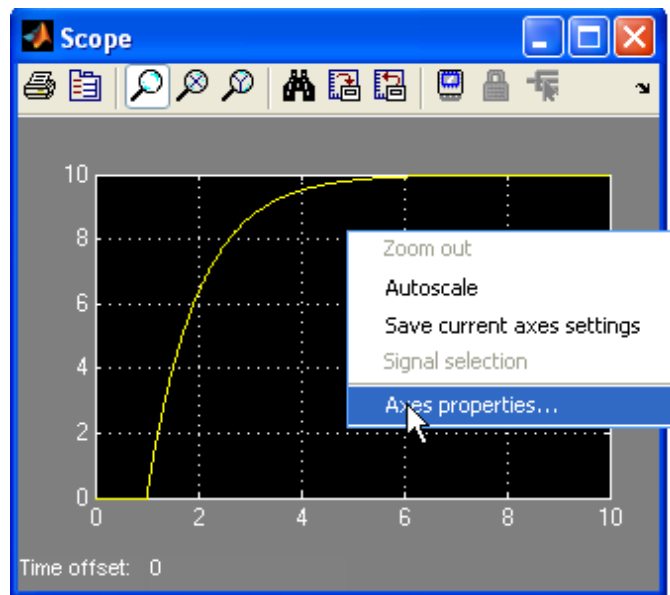 Scope
10
8
6
4
2
0
0 2 4 6 8 10
Zoom out
Autoscale
Save current axes settings
Signal selection
Axes properties...
Time offset: 0